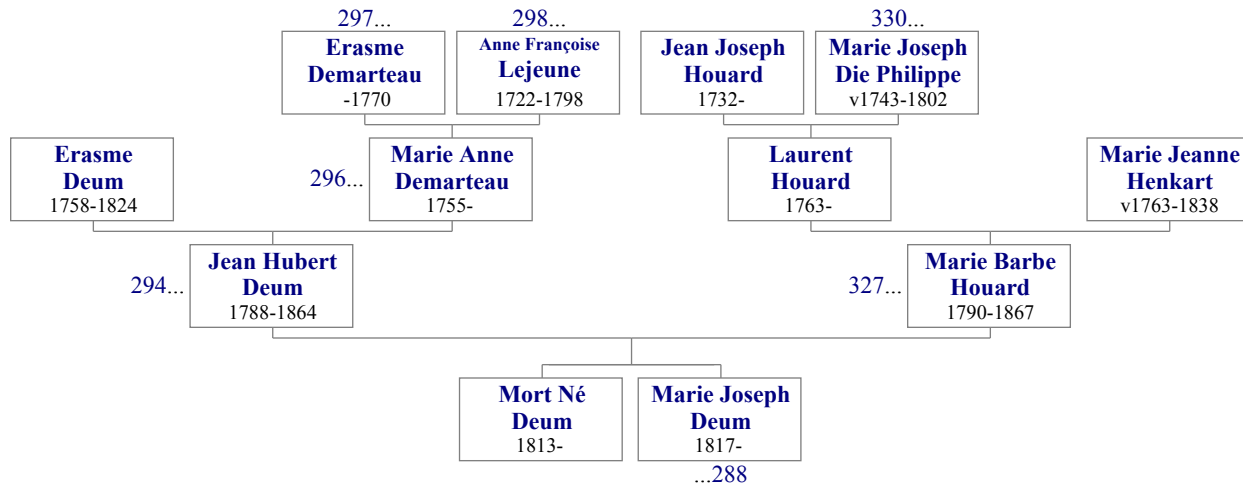 297...
298...
330...
Erasme
Demarteau
-1770
Anne Françoise
Lejeune
1722-1798
Jean Joseph
Houard
1732-
Marie Joseph
Die Philippe
v1743-1802
Erasme
Deum
1758-1824
296...
Marie Anne
Demarteau
1755-
Laurent
Houard
1763-
Marie Jeanne
Henkart
v1763-1838
294...
Jean Hubert
Deum
1788-1864
327...
Marie Barbe
Houard
1790-1867
Mort Né
Deum
1813-
Marie Joseph
Deum
1817-
...288